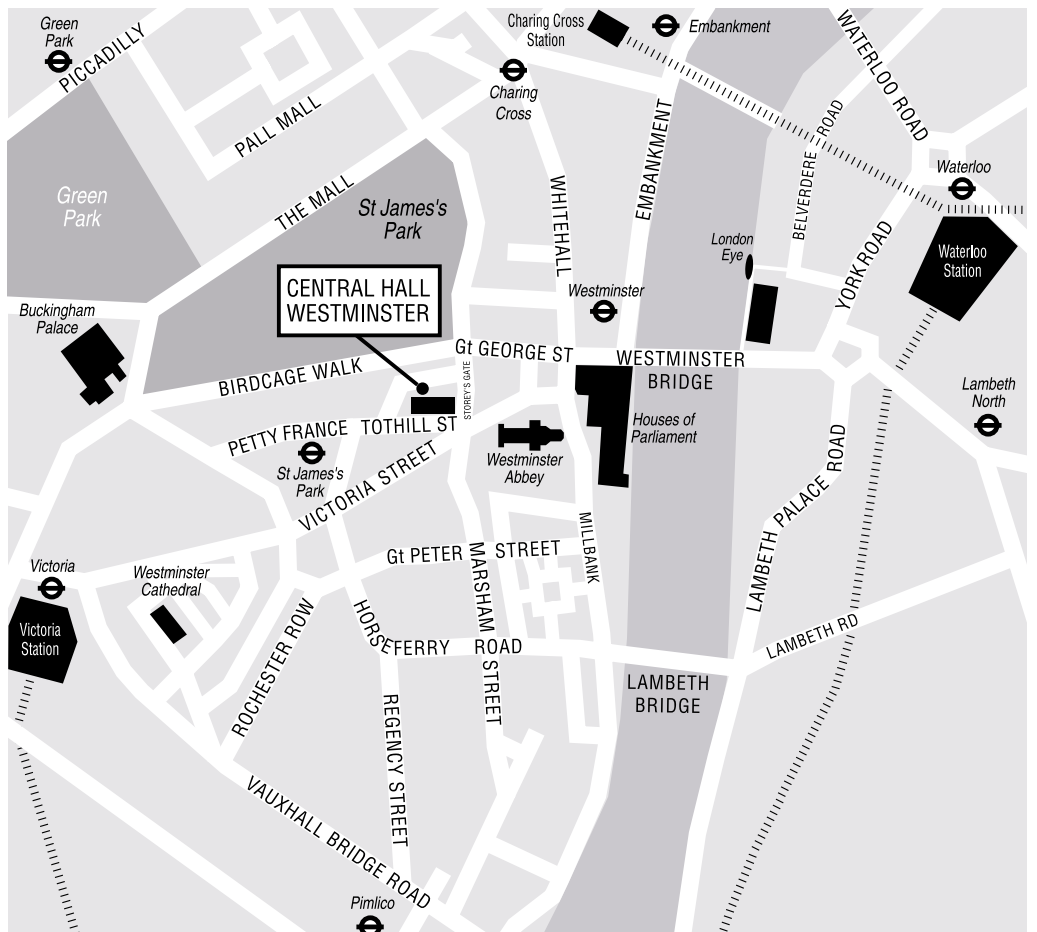 Green
Park
PICCADILLY
Charing Cross
Station
Embankment
WATERLOO ROAD
Charing
Cross
PALL MALL
EMBANKMENT
BELVERDERE ROAD
Waterloo
Green
Park
THE MALL
St James's
Park
WHITEHALL
London
Eye
YORK ROAD
Waterloo
Station
CENTRAL HALL
WESTMINSTER
Westminster
Buckingham
Palace
Gt GEORGE ST
WESTMINSTER
BRIDGE
BIRDCAGE WALK
STOREY'S GATE
Lambeth
North
Houses of
Parliament
PETTY FRANCE
TOTHILL ST
St James's
Park
VICTORIA STREET
Westminster
Abbey
LAMBETH PALACE ROAD
MILLBANK
Gt PETER STREET
MARSHAM STREET
Victoria
Westminster
Cathedral
Victoria
Station
ROCHESTER ROW
HORSEFERRY ROAD
LAMBETH RD
LAMBETH
BRIDGE
REGENCY STREET
VAUXHALL BRIDGE ROAD
Pimlico